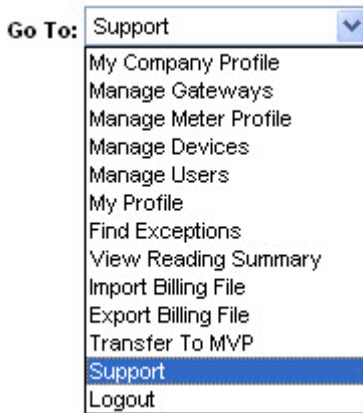 Go To: Support
My Company Profile
Manage Gateways
Manage Meter Profile
Manage Devices
Manage Users
My Profile
Find Exceptions
View Reading Summary
Import Billing File
Export Billing File
Transfer To MVP
Support
Logout